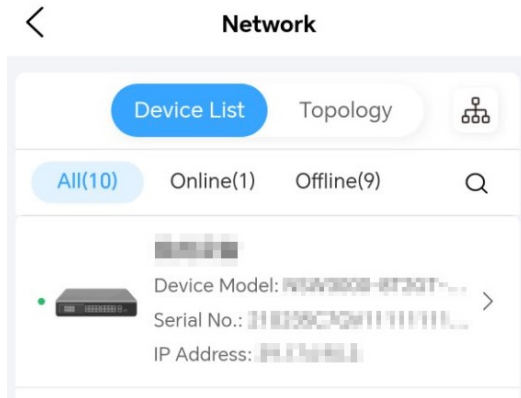 Network
Device List Topology
All(10) Online(1) Offline(9)
Device Model:
Serial No.:
IP Address: